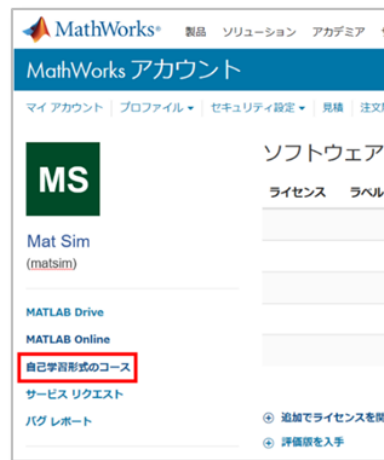 MathWorks® 製品 ソリューション アカデミア
MathWorks アカウント
マイ アカウント プロファイル セキュリティ設定 見積 注文
ソフトウェア
MS
ライセンス ラベル
Mat Sim
(matsim)
MATLAB Drive
MATLAB Online
自己学習形式のコース
サービス リクエスト
バグ レポート
追加でライセンスを
評価版を入手